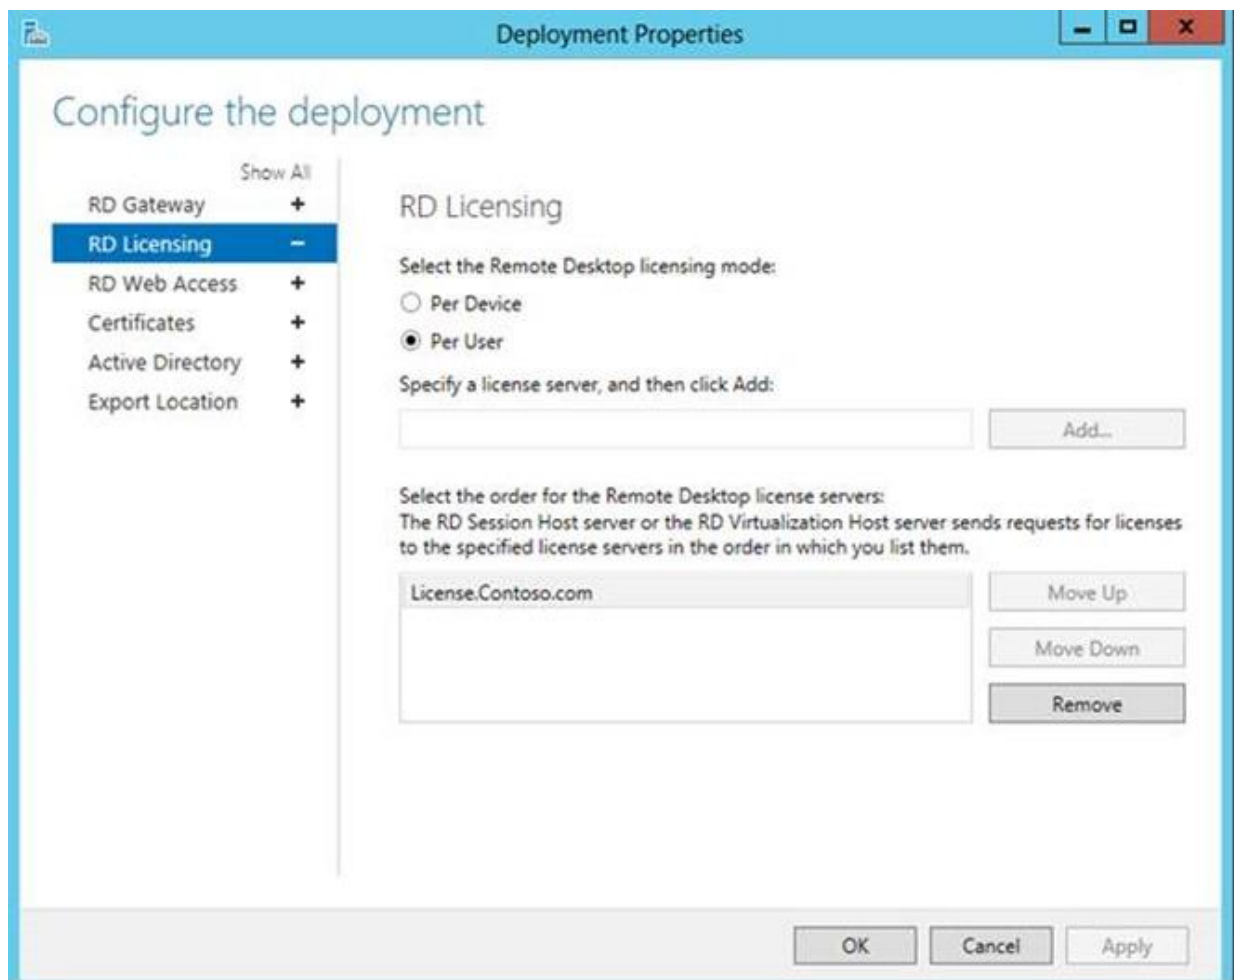 Deployment Properties
Configure the deployment
Show All
RD Gateway
RD Licensing
RD Web Access
Certificates
Active Directory
Export Location
RD Licensing
Select the Remote Desktop licensing mode:
Per Device
Per User
Specify a license server, and then click Add:
Add...
Select the order for the Remote Desktop license servers:
The RD Session Host server or the RD Virtualization Host server sends requests for licenses
to the specified license servers in the order in which you list them.
License.Contoso.com
Move Up
Move Down
Remove
OK
Cancel
Apply